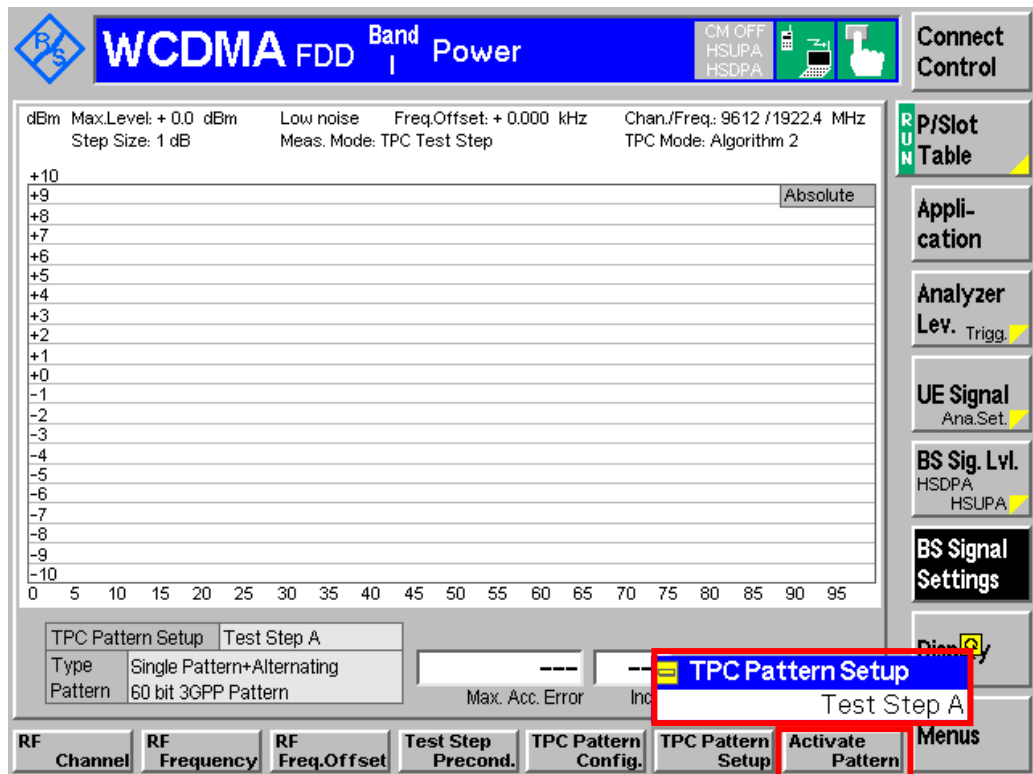 R&S
WCDMA FDD Band I Power
CM OFF
HSUPA
HSDPA
Connect Control
dBm Max.Level: + 0.0 dBm Low noise Freq.Offset: + 0.000 kHz Chan./Freq.: 9612 / 1922.4 MHz
Step Size: 1 dB Meas. Mode: TPC Test Step TPC Mode: Algorithm 2
+10
+9
Absolute
+8
+7
+6
+5
+4
+3
+2
+1
+0
-1
-2
-3
-4
-5
-6
-7
-8
-9
-10
0 5 10 15 20 25 30 35 40 45 50 55 60 65 70 75 80 85 90 95
RUN
P/Slot
Table
Appli-
cation
Analyzer
Lev. Trigg.
UE Signal
Ana.Set.
BS Sig. Lvl.
HSDPA
HSUPA
BS Signal
Settings
Menus
TPC Pattern Setup Test Step A
Type Single Pattern+Alternating
Pattern 60 bit 3GPP Pattern
---
Max. Acc. Error
TPC Pattern Setup
Test Step A
RF Channel
RF Frequency
RF Freq.Offset
Test Step Precond.
TPC Pattern Config.
TPC Pattern Setup
Activate Pattern